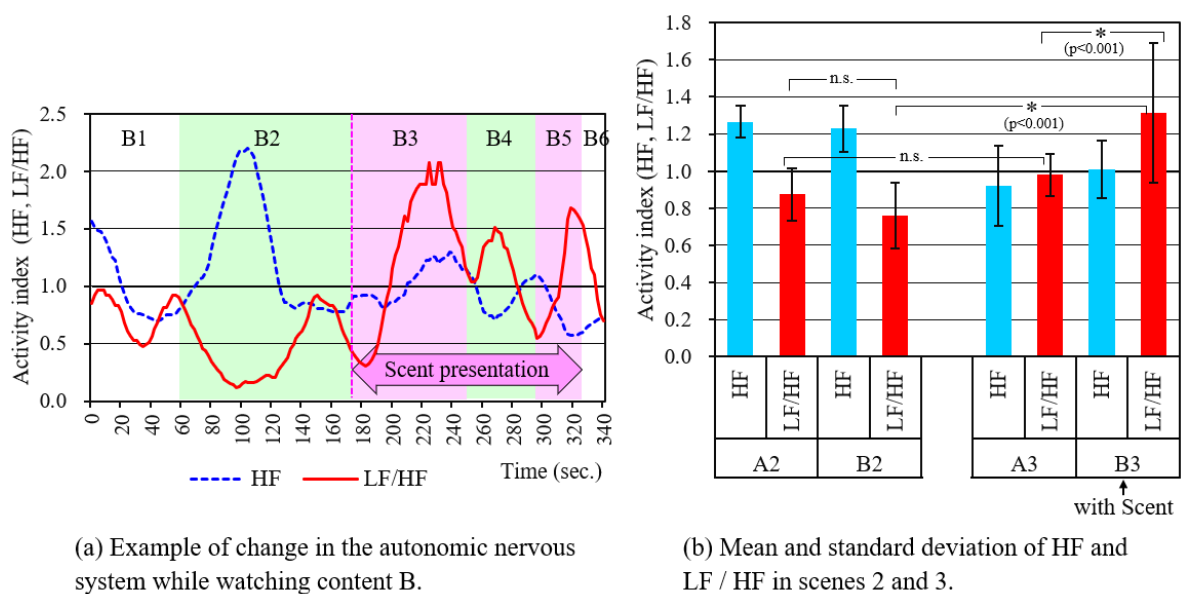 2.5
2.0
1.5
1.0
0.5
0.0
Activity index (HF, LF/HF)
B1
B2
B3
B4
B5
B6
Scent presentation
0
20
40
60
80
100
120
140
160
180
200
220
240
260
280
300
320
340
Time (sec.)
HF
LF/HF
(a) Example of change in the autonomic nervous
system while watching content B.
1.8
1.6
1.4
1.2
1.0
0.8
0.6
0.4
0.2
0.0
Activity index (HF, LF/HF)
*
(p<0.001)
n.s.
*
(p<0.001)
n.s.
HF
LF/HF
HF
LF/HF
HF
LF/HF
HF
LF/HF
A2
B2
A3
B3
with Scent
(b) Mean and standard deviation of HF and
LF / HF in scenes 2 and 3.